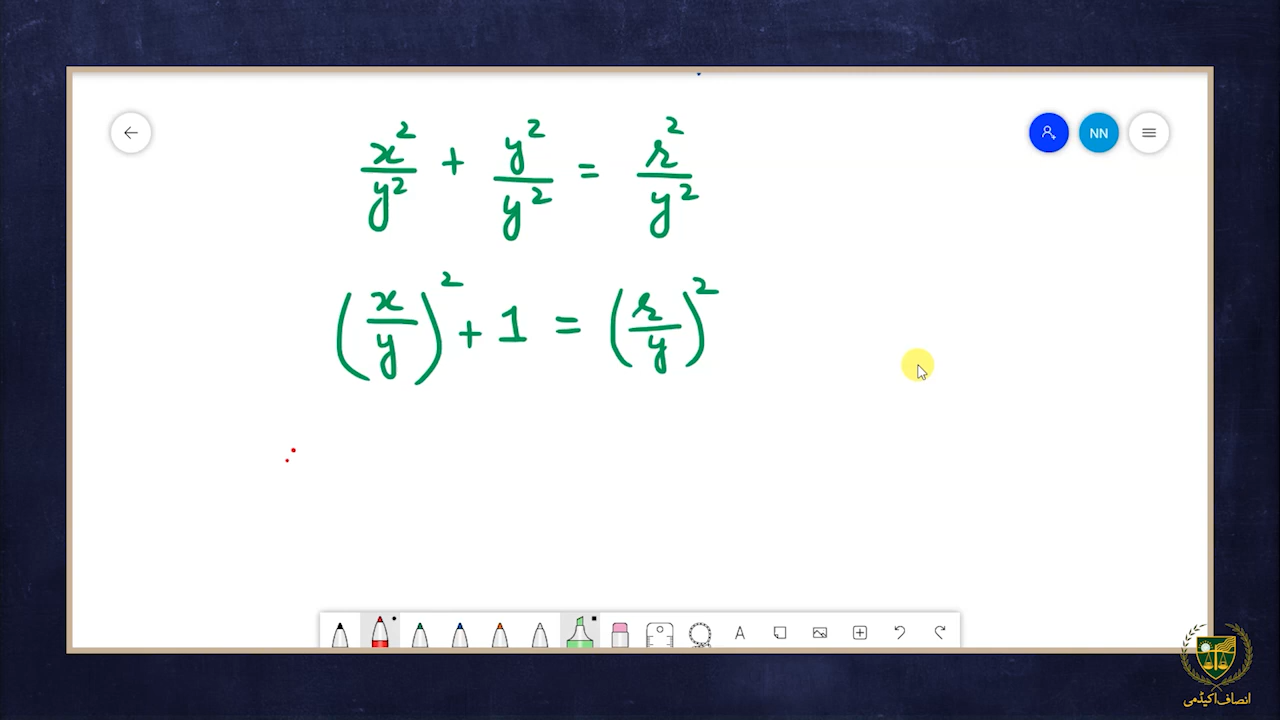 x²/y² + y²/y² = r²/y²
NN
(x/y)² + 1 = (r/y)²
A
انصاف اکیڈمی